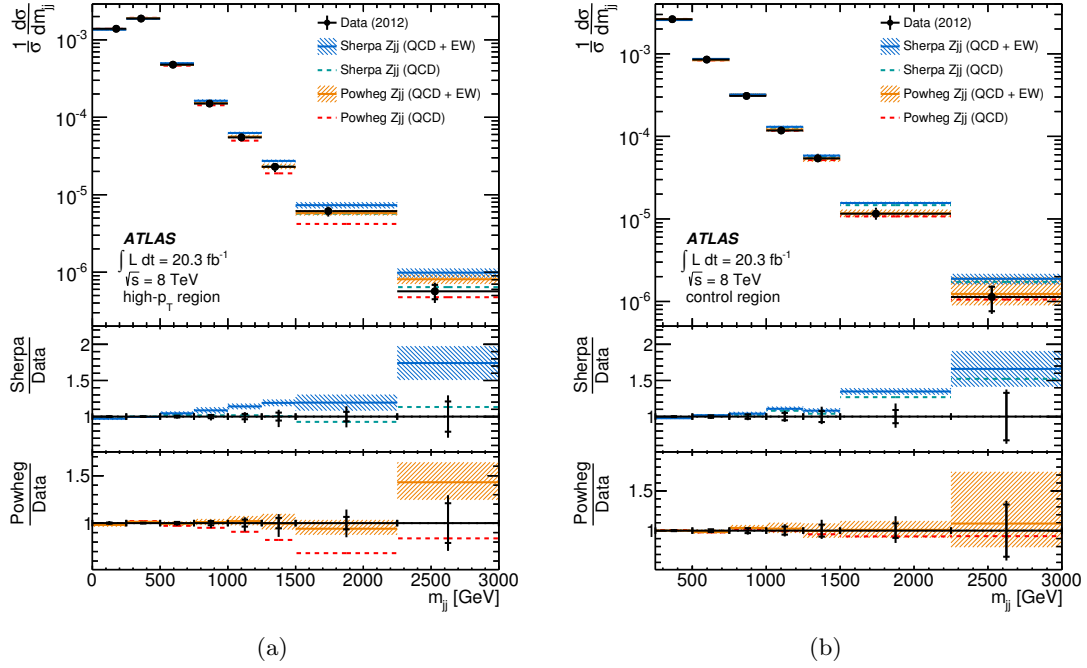 1/σ dσ/dm_jj
10⁻³
10⁻⁴
10⁻⁵
10⁻⁶
Data (2012)
Sherpa Zjj (QCD + EW)
Sherpa Zjj (QCD)
Powheg Zjj (QCD + EW)
Powheg Zjj (QCD)
ATLAS
∫ L dt = 20.3 fb⁻¹
√s = 8 TeV
high-p_T region
Sherpa
Data
2
1.5
1
Powheg
Data
1.5
1
0 500 1000 1500 2000 2500 3000
m_jj [GeV]
(a)
1/σ dσ/dm_jj
10⁻³
10⁻⁴
10⁻⁵
10⁻⁶
Data (2012)
Sherpa Zjj (QCD + EW)
Sherpa Zjj (QCD)
Powheg Zjj (QCD + EW)
Powheg Zjj (QCD)
ATLAS
∫ L dt = 20.3 fb⁻¹
√s = 8 TeV
control region
Sherpa
Data
2
1.5
1
Powheg
Data
1.5
1
500 1000 1500 2000 2500 3000
m_jj [GeV]
(b)